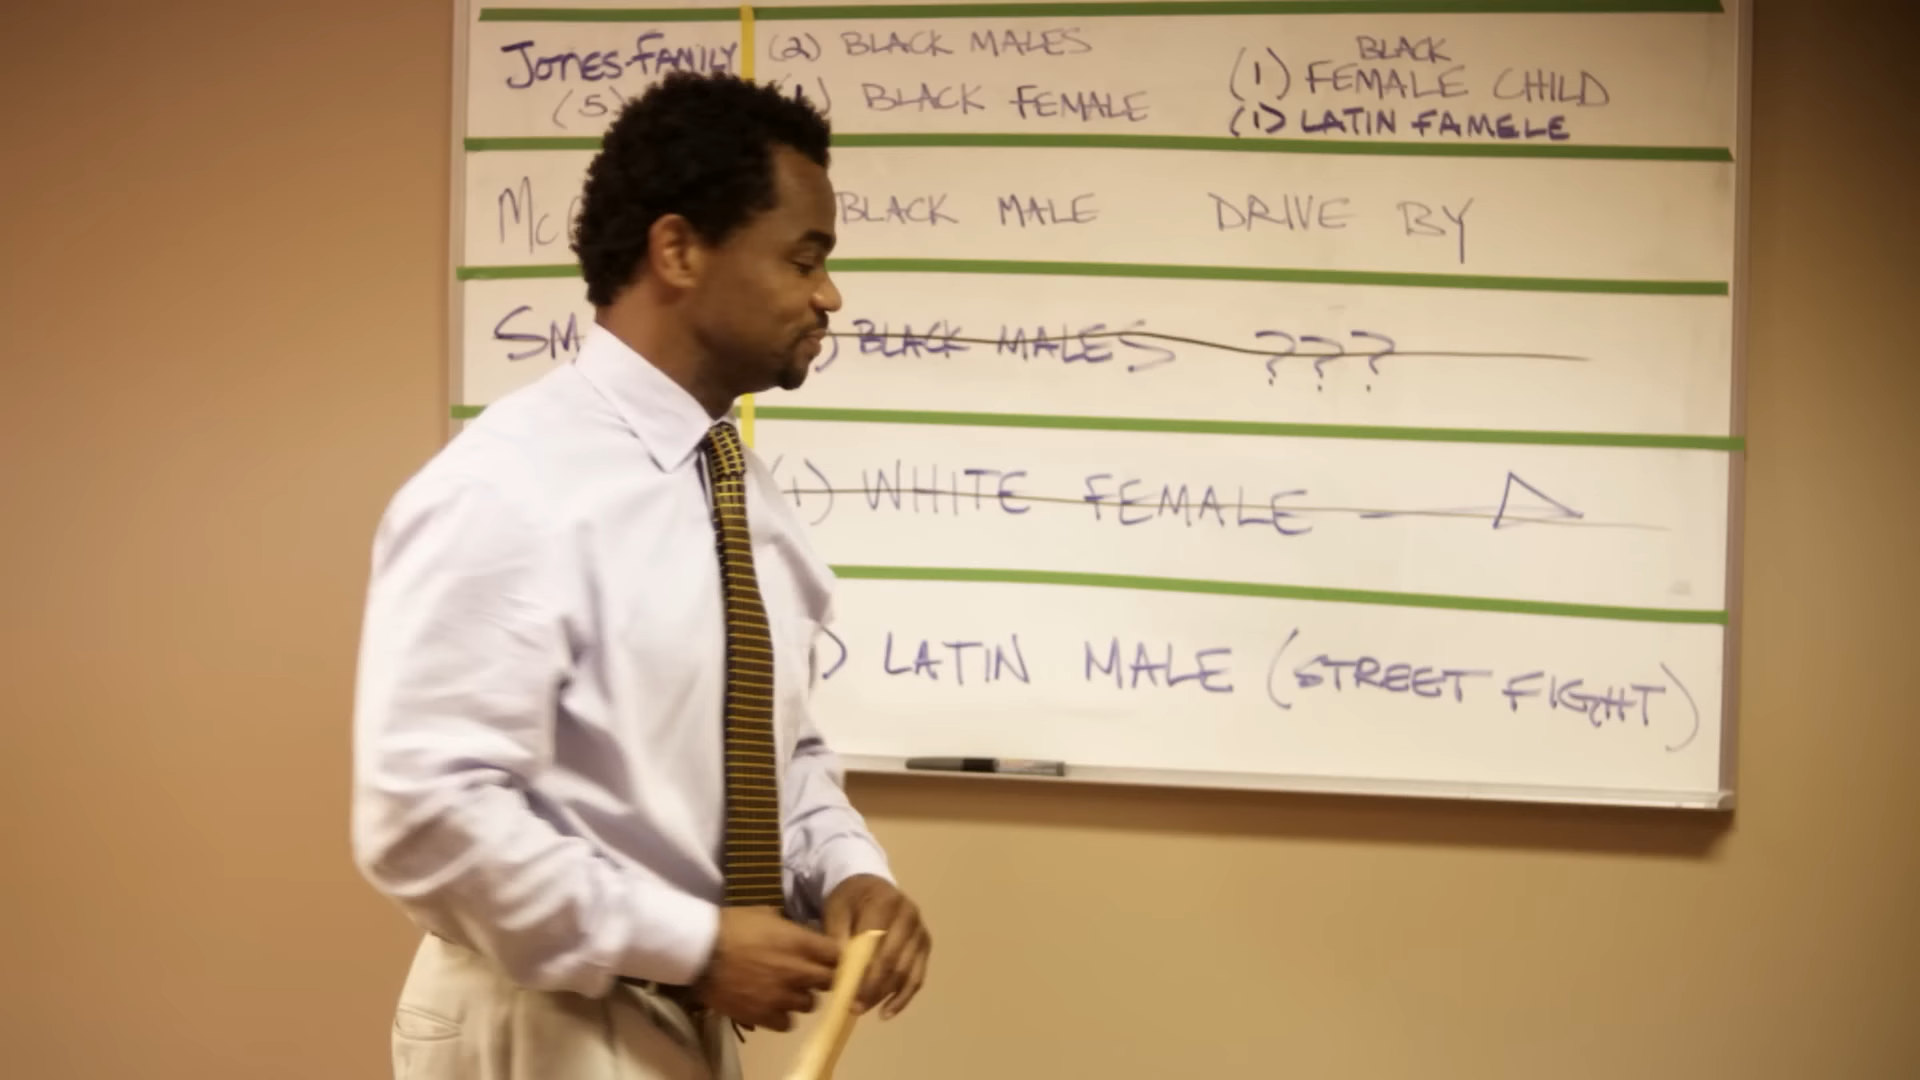 Jones FAMILY (2) BLACK MALES BLACK
(5) (1) BLACK FEMALE (1) FEMALE CHILD
(1) LATIN FAMELE
BLACK MALE DRIVE BY
BLACK MALES ???
(1) WHITE FEMALE —
LATIN MALE (STREET FIGHT)